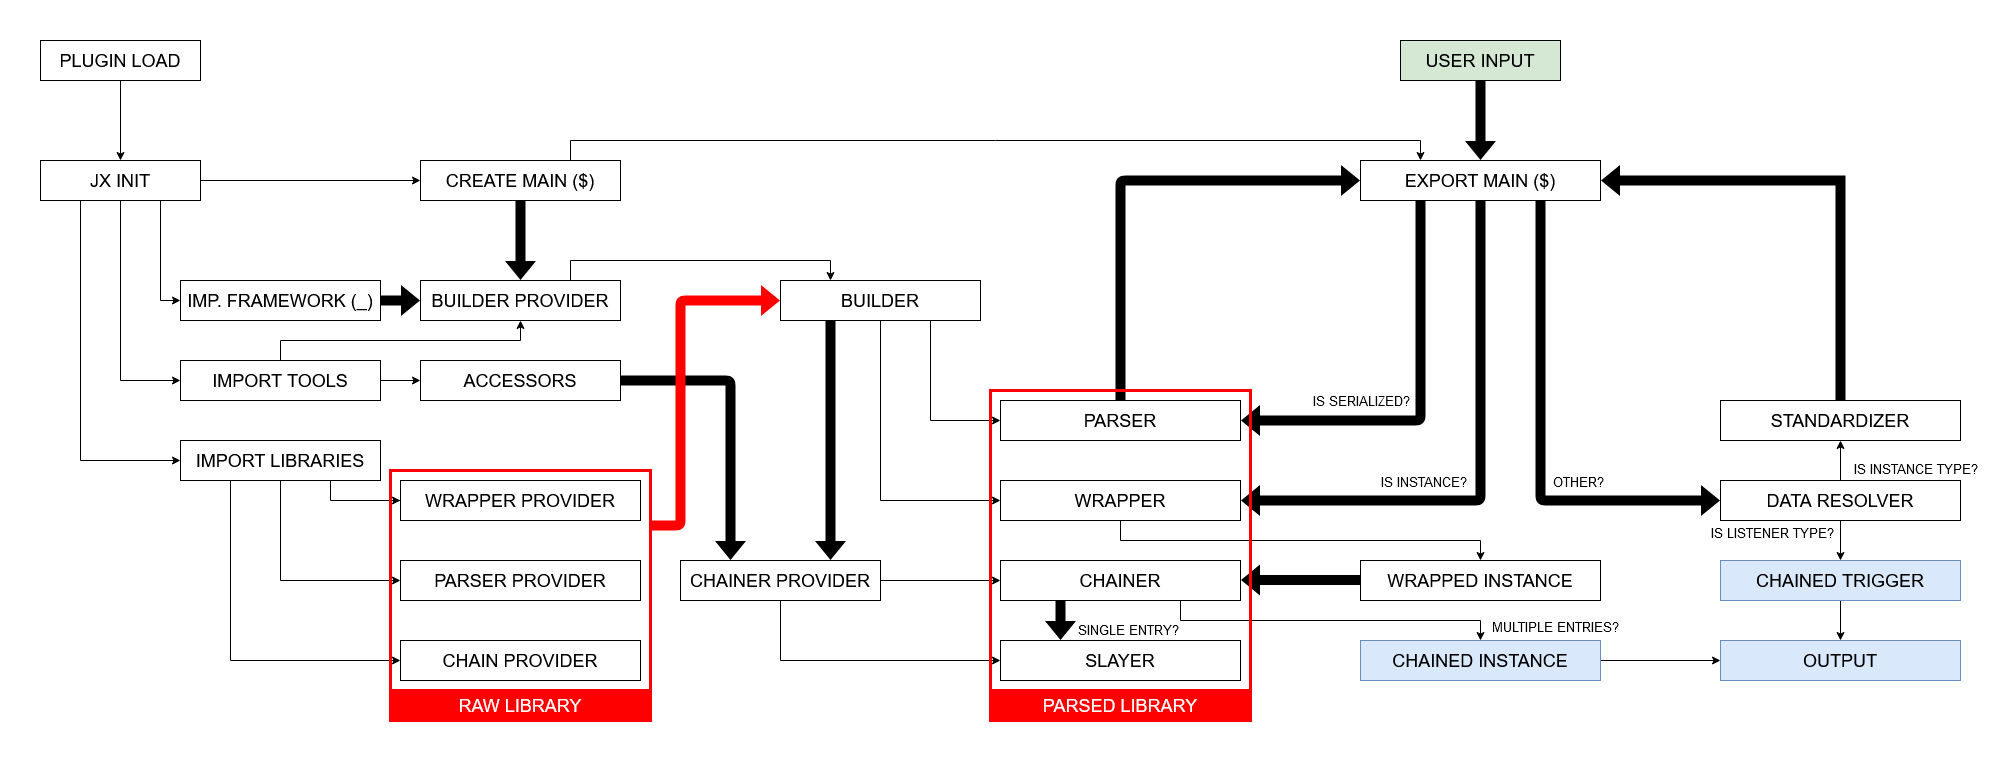 PLUGIN LOAD
USER INPUT
JX INIT
CREATE MAIN ($)
EXPORT MAIN ($)
IMP. FRAMEWORK (_)
BUILDER PROVIDER
BUILDER
IMPORT TOOLS
ACCESSORS
IS SERIALIZED?
PARSER
STANDARDIZER
IMPORT LIBRARIES
IS INSTANCE TYPE?
WRAPPER PROVIDER
WRAPPER
IS INSTANCE?
OTHER?
DATA RESOLVER
IS LISTENER TYPE?
PARSER PROVIDER
CHAINER PROVIDER
CHAINER
WRAPPED INSTANCE
CHAINED TRIGGER
SINGLE ENTRY?
MULTIPLE ENTRIES?
CHAIN PROVIDER
SLAYER
CHAINED INSTANCE
OUTPUT
RAW LIBRARY
PARSED LIBRARY